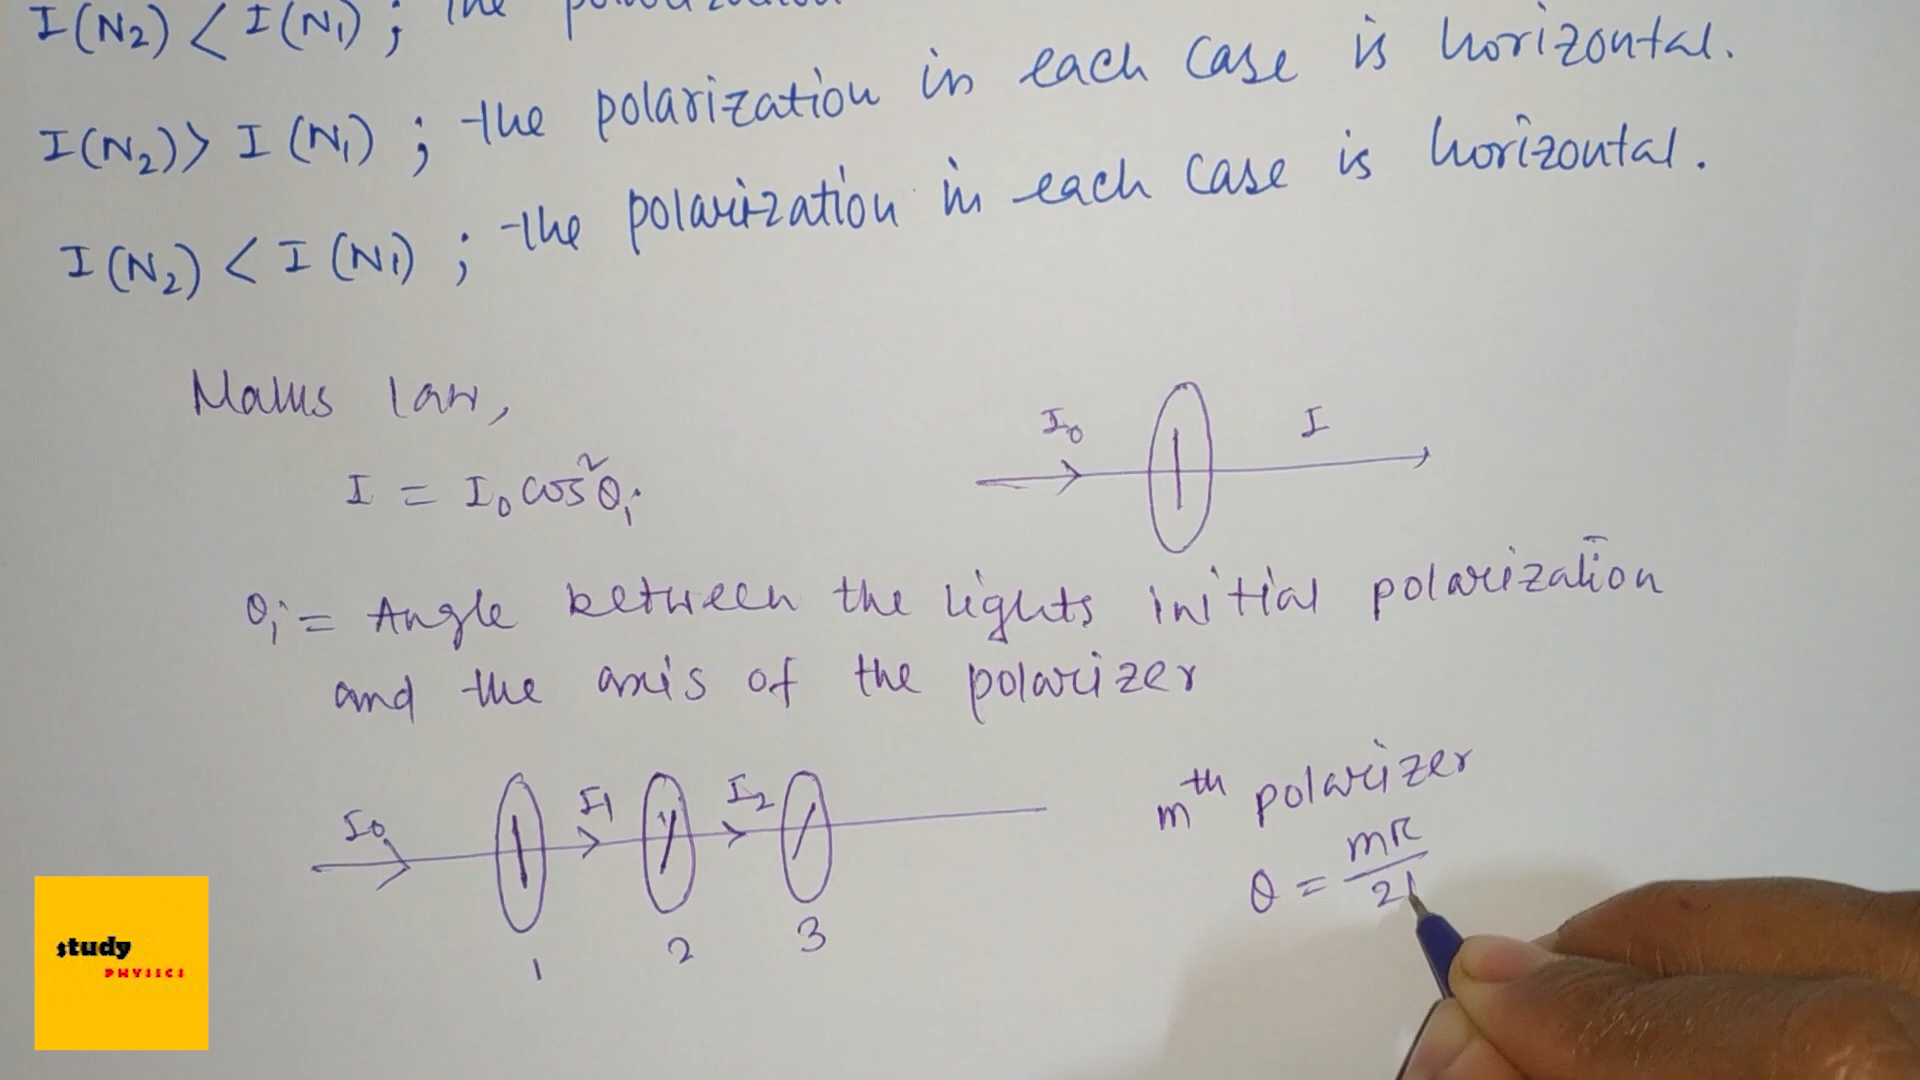 I(N₂) < I(N₁) ; the polarization
I(N₂) > I(N₁) ; the polarization in each case is horizontal.
I(N₂) < I(N₁) ; the polarization in each case is horizontal.
Malus law,
I = I₀ cos²θᵢ
I₀ I
θᵢ = Angle between the lights initial polarization
and the axis of the polarizer
I₀ I₁ I₂
1 2 3
mᵗʰ polarizer
θ = mπ/2
study
PHYSICS